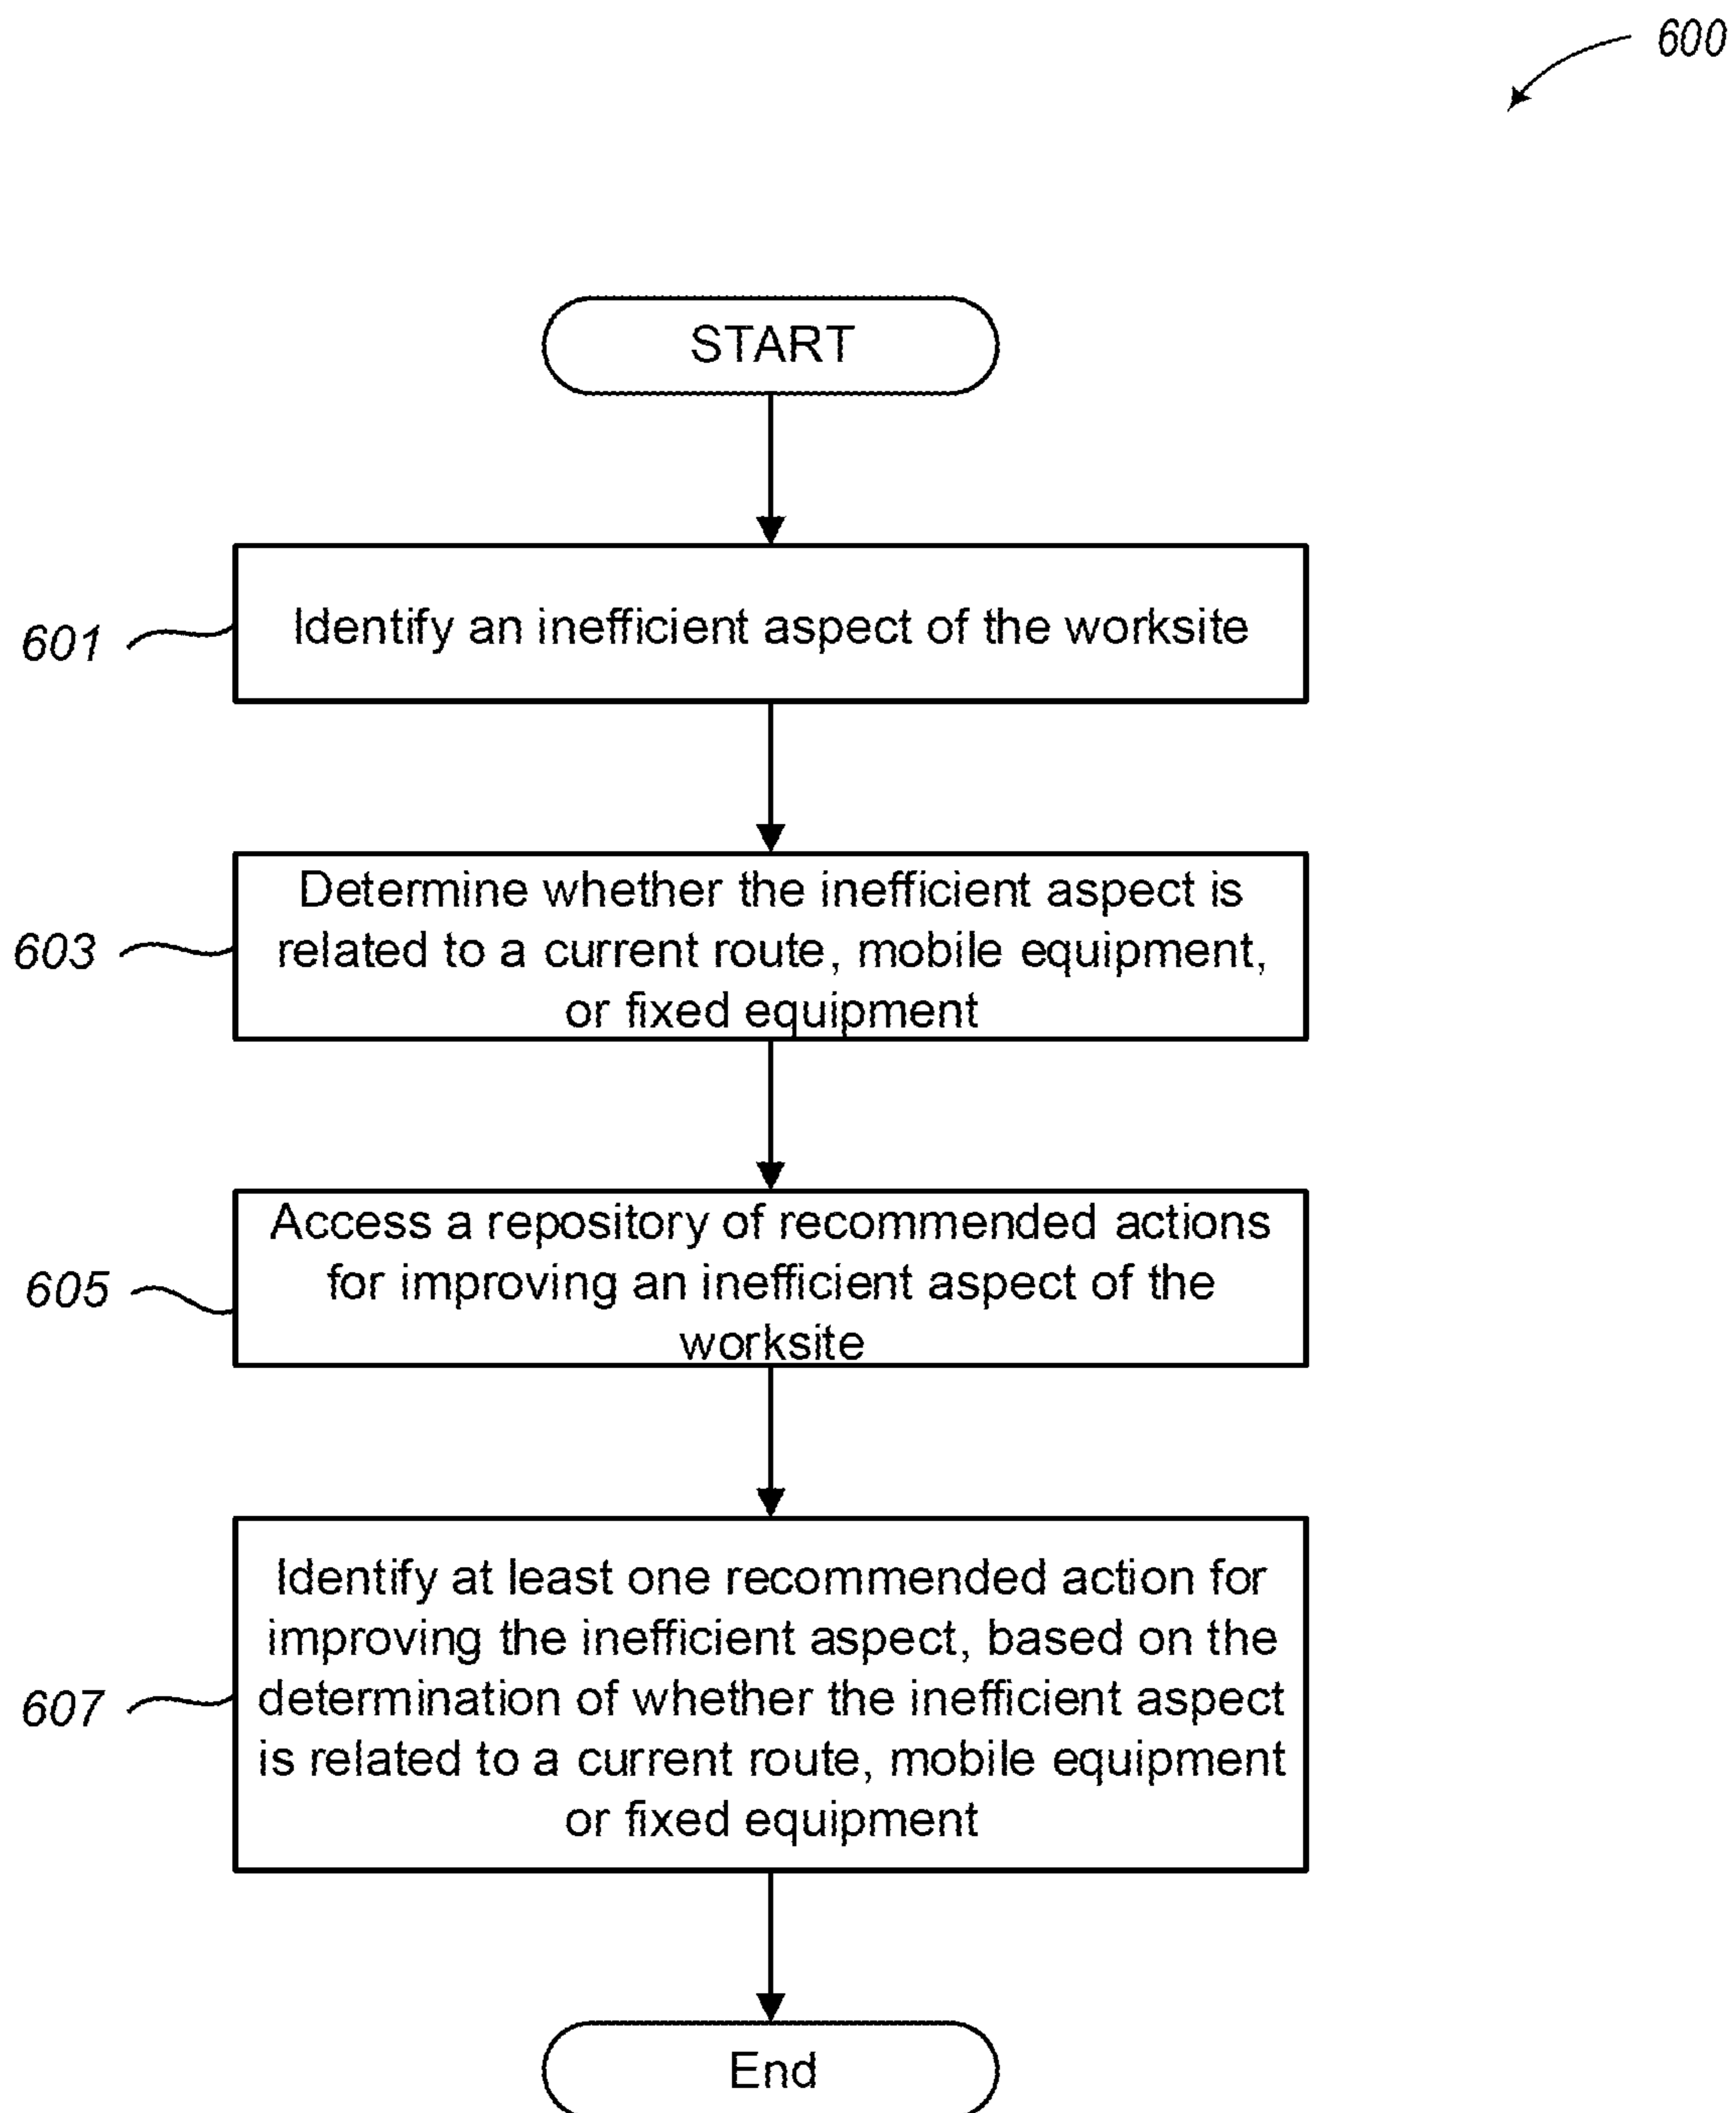 600
START
601
Identify an inefficient aspect of the worksite
603
Determine whether the inefficient aspect is
related to a current route, mobile equipment,
or fixed equipment
605
Access a repository of recommended actions
for improving an inefficient aspect of the
worksite
607
Identify at least one recommended action for
improving the inefficient aspect, based on the
determination of whether the inefficient aspect
is related to a current route, mobile equipment
or fixed equipment
End